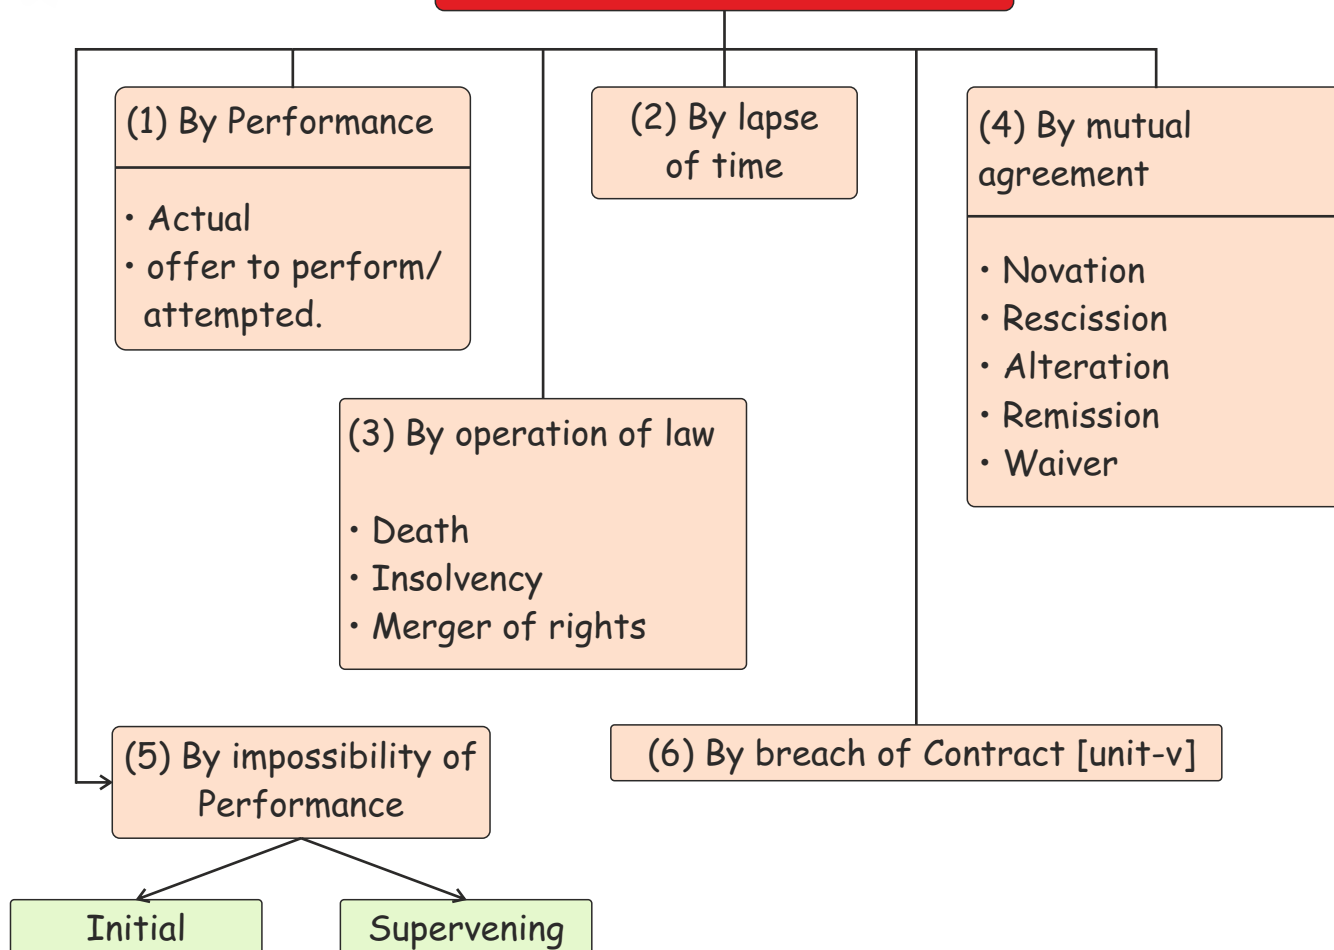 (1) By Performance
• Actual
• offer to perform/
attempted.
(2) By lapse
of time
(4) By mutual
agreement
• Novation
• Rescission
• Alteration
• Remission
• Waiver
(3) By operation of law
• Death
• Insolvency
• Merger of rights
(5) By impossibility of
Performance
(6) By breach of Contract [unit-v]
Initial
Supervening